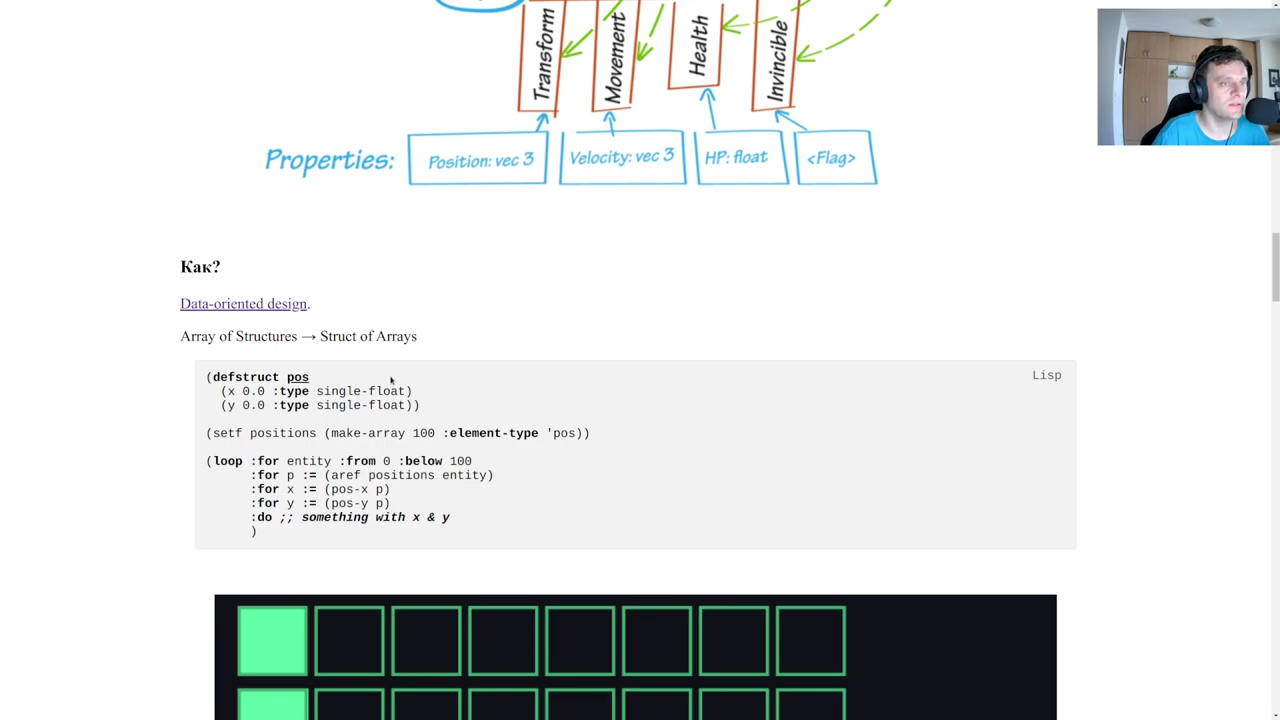 Transform
Movement
Health
Invincible
Properties:
Position: vec 3
Velocity: vec 3
HP: float
<Flag>
Как?
Data-oriented design.
Array of Structures → Struct of Arrays
Lisp
(defstruct pos
  (x 0.0 :type single-float)
  (y 0.0 :type single-float))
(setf positions (make-array 100 :element-type 'pos))
(loop :for entity :from 0 :below 100
      :for p := (aref positions entity)
      :for x := (pos-x p)
      :for y := (pos-y p)
      :do ;; something with x & y
      )